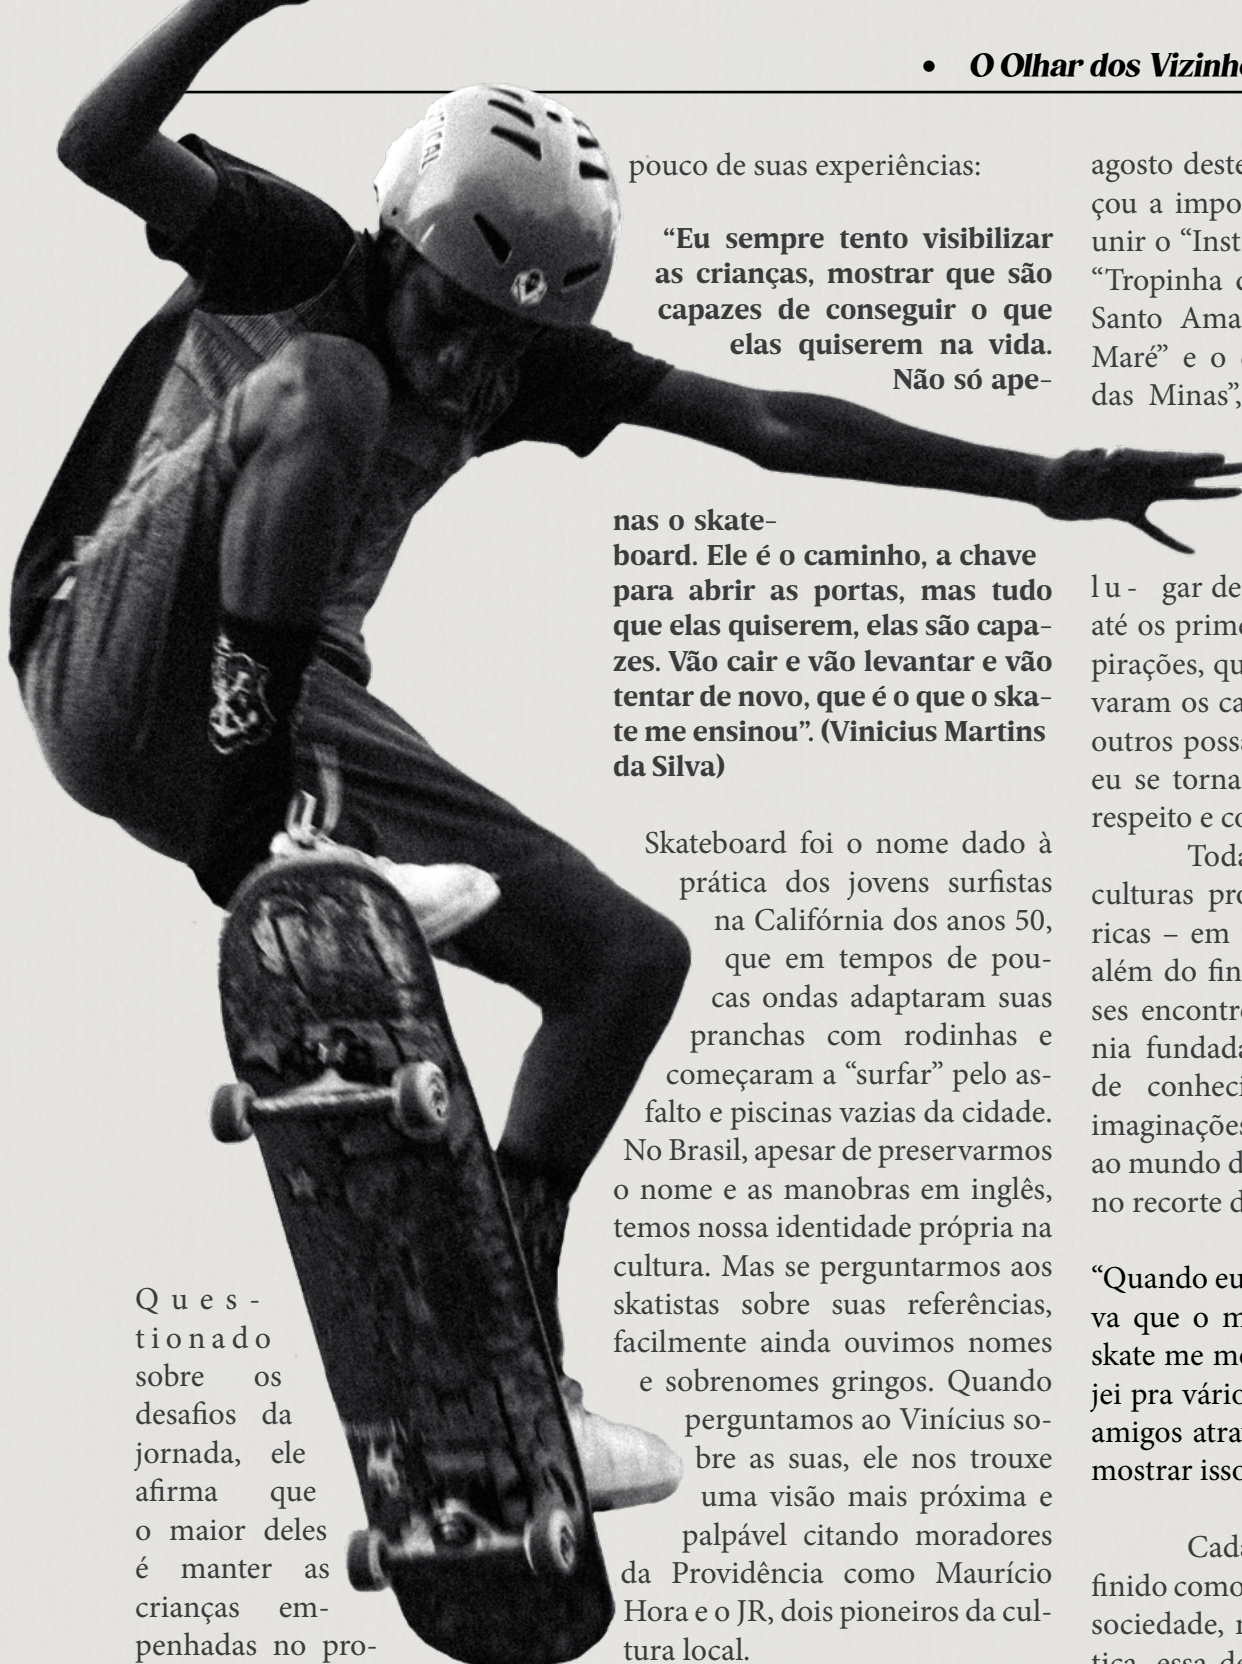 • O Olhar dos
Ques-
tionado
sobre os
desafios da
jornada, ele
afirma que
o maior deles
é manter as
crianças em-
penhadas no pro-
pouco de suas experiências:
“Eu sempre tento visibilizar
as crianças, mostrar que são
capazes de conseguir o que
elas quiserem na vida.
Não só ape-
nas o skate-
board. Ele é o caminho, a chave
para abrir as portas, mas tudo
que elas quiserem, elas são capa-
zes. Vão cair e vão levantar e vão
tentar de novo, que é o que o ska-
te me ensinou”. (Vinicius Martins
da Silva)
Skateboard foi o nome dado à
prática dos jovens surfistas
na Califórnia dos anos 50,
que em tempos de pou-
cas ondas adaptaram suas
pranchas com rodinhas e
começaram a “surfar” pelo as-
falto e piscinas vazias da cidade.
No Brasil, apesar de preservarmos
o nome e as manobras em inglês,
temos nossa identidade própria na
cultura. Mas se perguntarmos aos
skatistas sobre suas referências,
facilmente ainda ouvimos nomes
e sobrenomes gringos. Quando
perguntamos ao Vinícius so-
bre as suas, ele nos trouxe
uma visão mais próxima e
palpável citando moradores
da Providência como Maurício
Hora e o JR, dois pioneiros da cul-
tura local.
agosto deste
çou a impo
unir o “Inst
“Tropinha
Santo Ama
Maré” e o
das Minas”,
lu- gar de
até os prim
pirações, qu
varam os ca
outros poss
eu se torna
respeito e co
Toda
culturas pro
ricas – em
além do fin
ses encontr
nia fundada
de conheci
imaginações
ao mundo d
no recorte d
“Quando eu
va que o m
skate me m
jei pra vário
amigos atra
mostrar isso
Cada
finido como
sociedade,